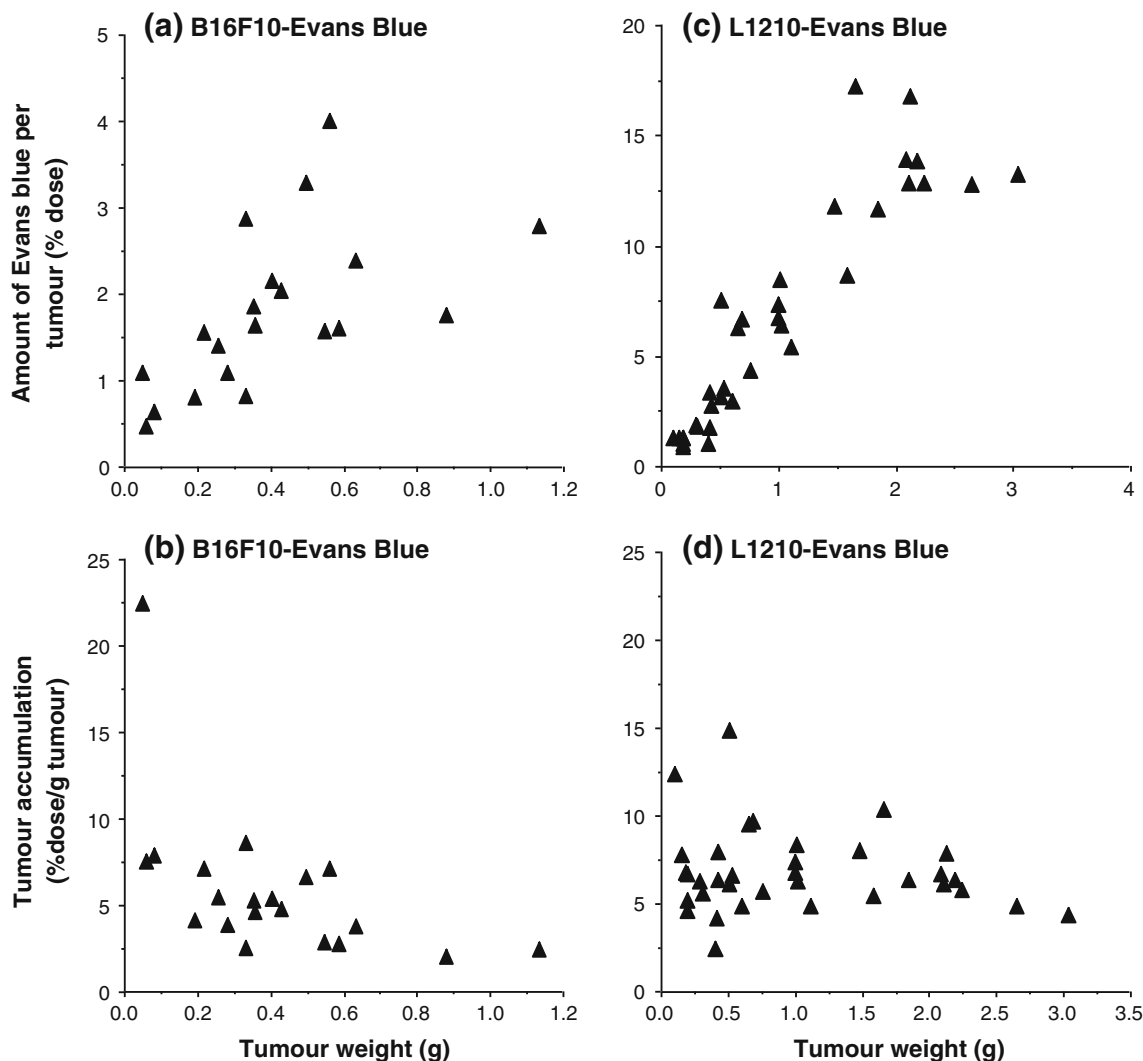 (a) B16F10-Evans Blue
Amount of Evans blue per
tumour (% dose)
5
4
3
2
1
0
0.0 0.2 0.4 0.6 0.8 1.0 1.2
(c) L1210-Evans Blue
20
15
10
5
0
0 1 2 3 4
(b) B16F10-Evans Blue
Tumour accumulation
(%dose/g tumour)
25
20
15
10
5
0
0.0 0.2 0.4 0.6 0.8 1.0 1.2
Tumour weight (g)
(d) L1210-Evans Blue
25
20
15
10
5
0
0.0 0.5 1.0 1.5 2.0 2.5 3.0 3.5
Tumour weight (g)